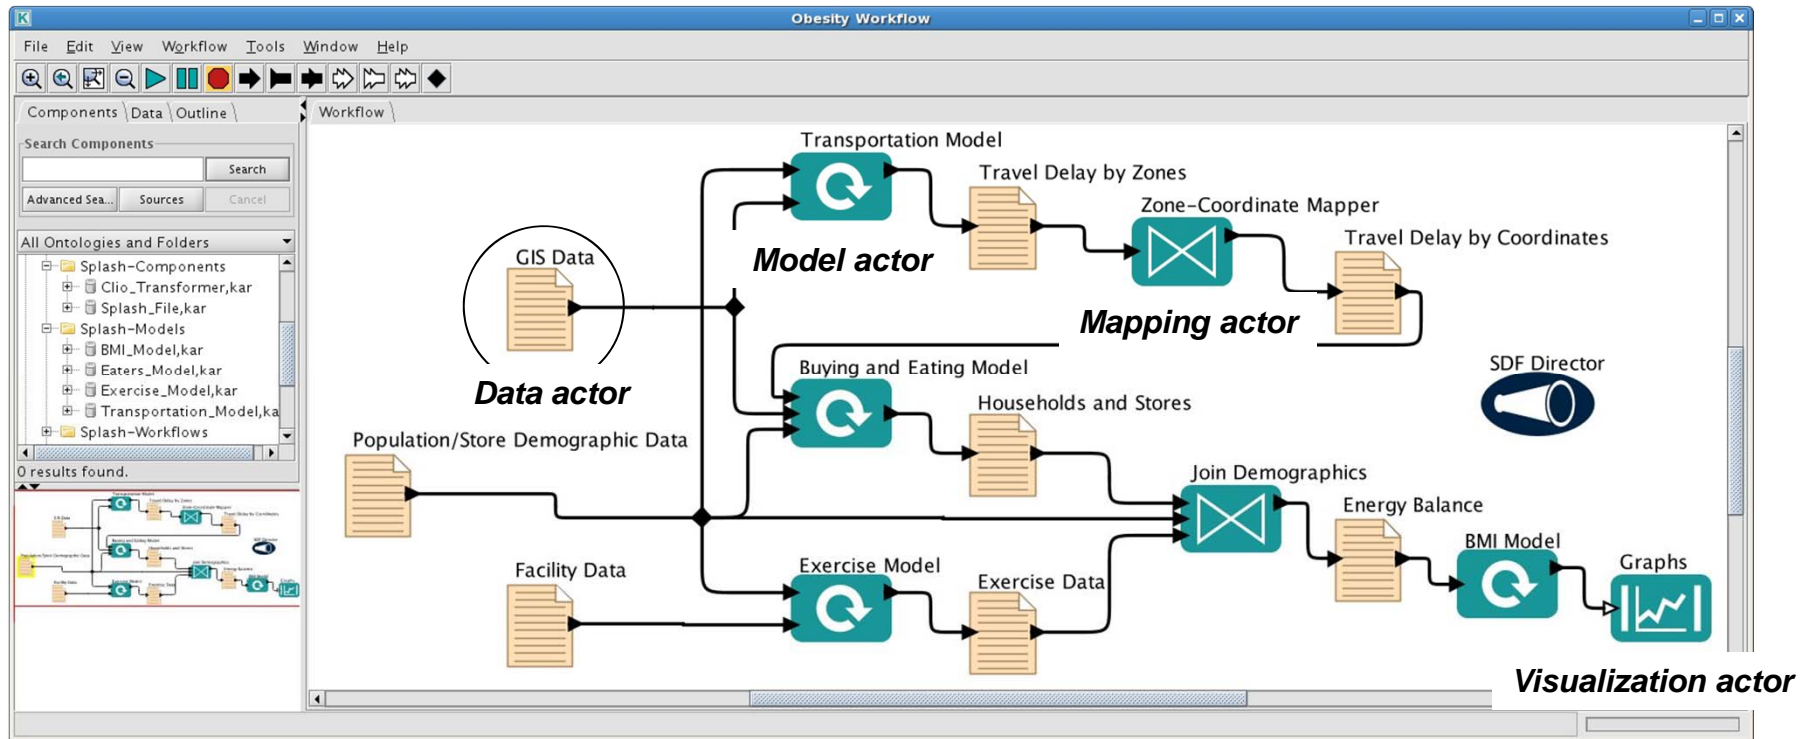 Obesity Workflow
File Edit View Workflow Tools Window Help
Components Data Outline
Workflow
Search Components
Search
Advanced Sea... Sources Cancel
All Ontologies and Folders
Splash-Components
Clio_Transformer,kar
Splash_File,kar
Splash-Models
BMI_Model,kar
Eaters_Model,kar
Exercise_Model,kar
Transportation_Model,ka
Splash-Workflows
0 results found.
Transportation Model
Travel Delay by Zones
Zone-Coordinate Mapper
Travel Delay by Coordinates
GIS Data
Model actor
Mapping actor
Data actor
Buying and Eating Model
SDF Director
Households and Stores
Population/Store Demographic Data
Join Demographics
Energy Balance
BMI Model
Graphs
Facility Data
Exercise Model
Exercise Data
Visualization actor